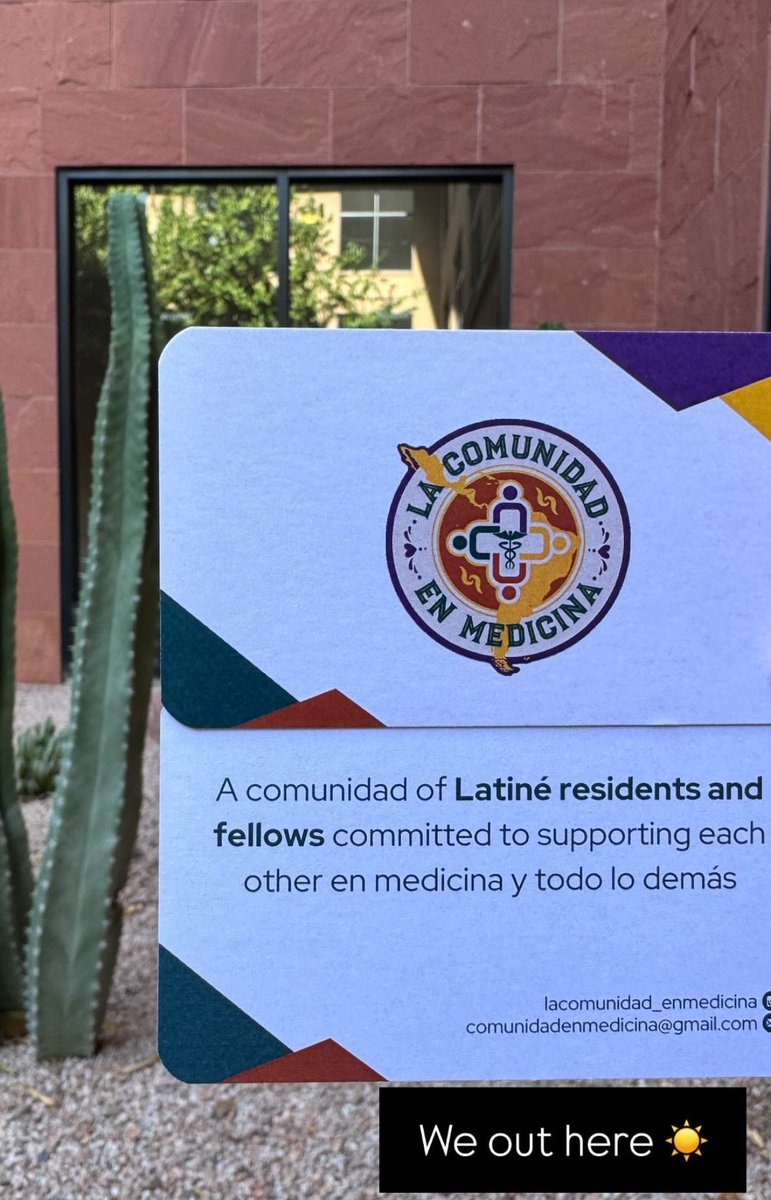 LA COMUNIDAD
EN MEDICINA
A comunidad of Latiné residents and
fellows committed to supporting each
other en medicina y todo lo demás
lacomunidad_enmedicina
comunidadenmedicina@gmail.com
We out here ☀️